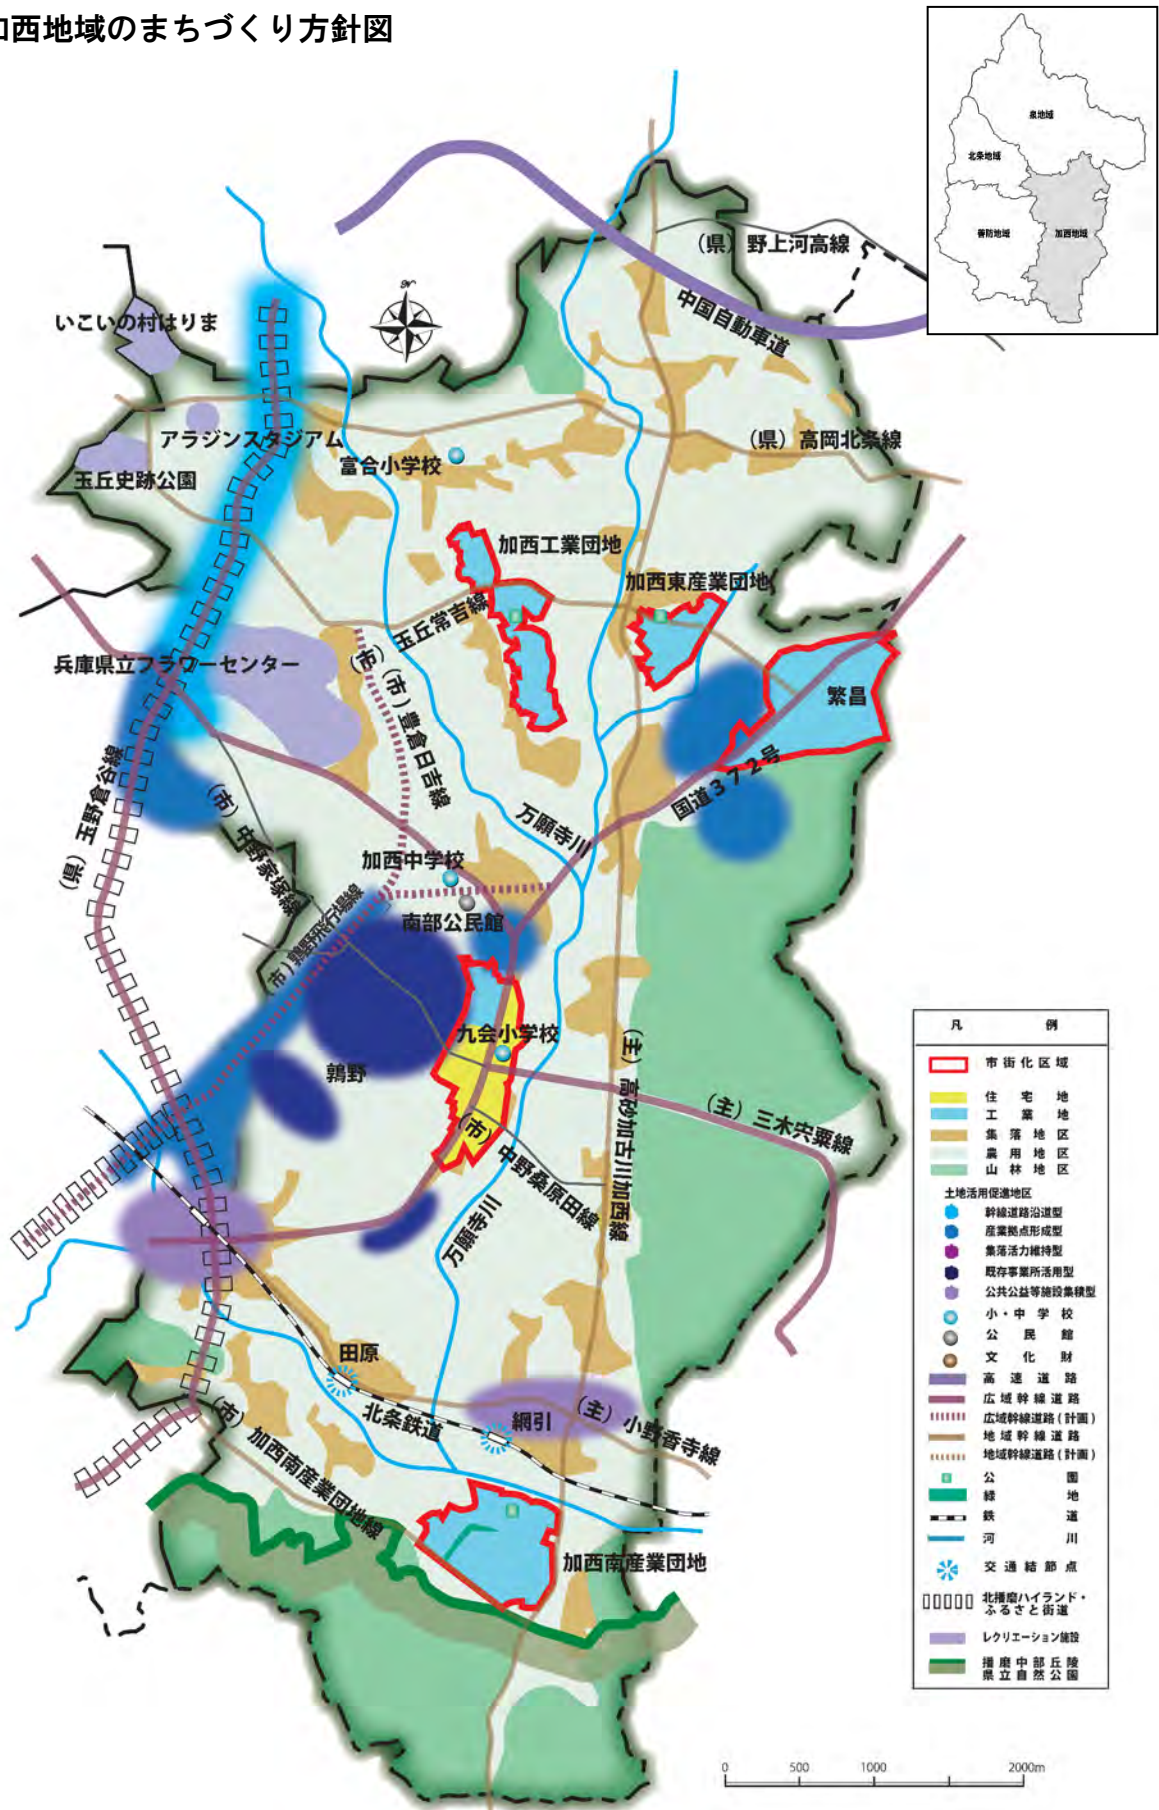 加西地域のまちづくり方針図
泉地域
北条地域
善防地域
加西地域
(県)野上河高線
中国自動車道
いこいの村はりま
アラジンスタジアム
玉丘史跡公園
富合小学校
(県)高岡北条線
加西工業団地
加西東産業団地
(市)玉丘常吉線
兵庫県立フラワーセンター
(市)豊倉日吉線
繁昌
国道372号
(県)玉野倉谷線
(市)中野家塚線
万願寺川
加西中学校
南部公民館
(市)鶉野飛行場線
九会小学校
鶉野
(主)高砂加古川加西線
(主)三木宍粟線
(市)中野桑原田線
万願寺川
田原
北条鉄道
網引
(主)小野香寺線
(市)加西南産業団地線
加西南産業団地
凡例
市街化区域
住宅地
工業地
集落地区
農用地区
山林地区
土地活用促進地区
幹線道路沿道型
産業拠点形成型
集落活力維持型
既存事業所活用型
公共公益等施設集積型
小・中学校
公民館
文化財
高速道路
広域幹線道路
広域幹線道路(計画)
地域幹線道路
地域幹線道路(計画)
公園
緑地
鉄道
河川
交通結節点
北播磨ハイランド・
ふるさと街道
レクリエーション施設
播磨中部丘陵
県立自然公園
0 500 1000 2000m